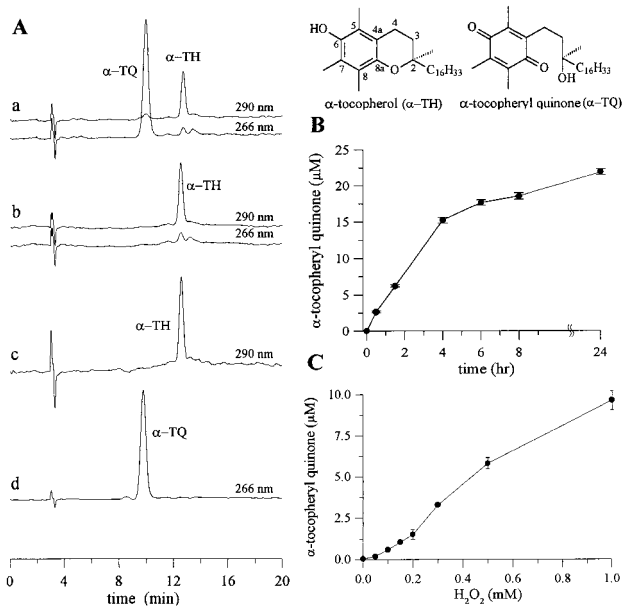 A
α−TQ
α−TH
a
290 nm
266 nm
α−TH
b
290 nm
266 nm
α−TH
c
290 nm
α−TQ
d
266 nm
0 4 8 12 16 20
time (min)
HO
5
4a
4
3
6
7
8
8a
O
2
C16H33
α-tocopherol (α−TH)
O
O
OH
C16H33
α-tocopheryl quinone (α−TQ)
B
α-tocopheryl quinone (µM)
25
20
15
10
5
0
0 2 4 6 8 24
time (hr)
C
α-tocopheryl quinone (µM)
10.0
7.5
5.0
2.5
0.0
0.0 0.2 0.4 0.6 0.8 1.0
H2O2 (mM)